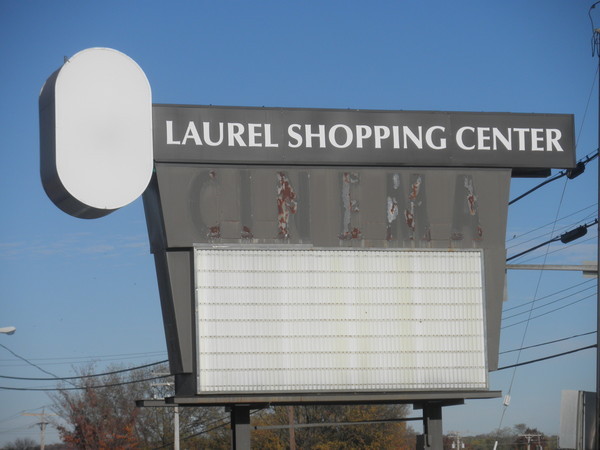 LAUREL SHOPPING CENTER
CINEMA